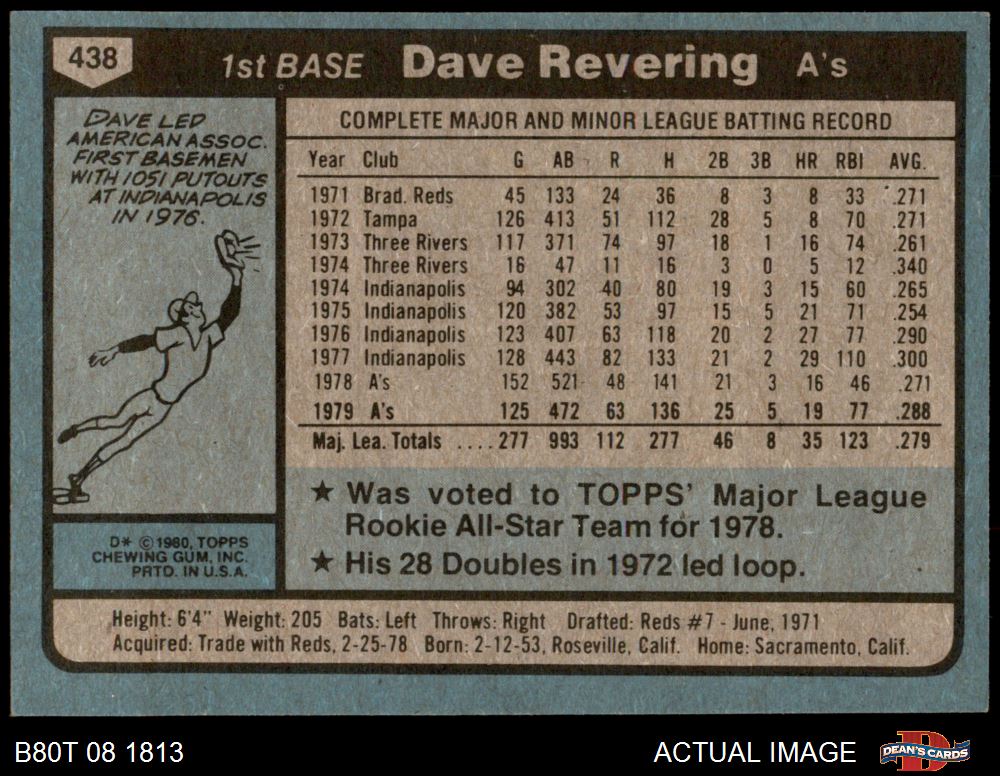 438
1st BASE Dave Revering A's
DAVE LED
AMERICAN ASSOC.
FIRST BASEMEN
WITH 1051 PUTOUTS
AT INDIANAPOLIS
IN 1976.
D* © 1980, TOPPS
CHEWING GUM, INC.
PRTD. IN U.S.A.
COMPLETE MAJOR AND MINOR LEAGUE BATTING RECORD
Year Club G AB R H 2B 3B HR RBI AVG.
1971 Brad. Reds 45 133 24 36 8 3 8 33 .271
1972 Tampa 126 413 51 112 28 5 8 70 .271
1973 Three Rivers 117 371 74 97 18 1 16 74 .261
1974 Three Rivers 16 47 11 16 3 0 5 12 .340
1974 Indianapolis 94 302 40 80 19 3 15 60 .265
1975 Indianapolis 120 382 53 97 15 5 21 71 .254
1976 Indianapolis 123 407 63 118 20 2 27 77 .290
1977 Indianapolis 128 443 82 133 21 2 29 110 .300
1978 A's 152 521 48 141 21 3 16 46 .271
1979 A's 125 472 63 136 25 5 19 77 .288
Maj. Lea. Totals .... 277 993 112 277 46 8 35 123 .279
★ Was voted to TOPPS' Major League
Rookie All-Star Team for 1978.
★ His 28 Doubles in 1972 led loop.
Height: 6'4" Weight: 205 Bats: Left Throws: Right Drafted: Reds #7 - June, 1971
Acquired: Trade with Reds, 2-25-78 Born: 2-12-53, Roseville, Calif. Home: Sacramento, Calif.
B80T 08 1813
ACTUAL IMAGE
DEAN'S CARDS